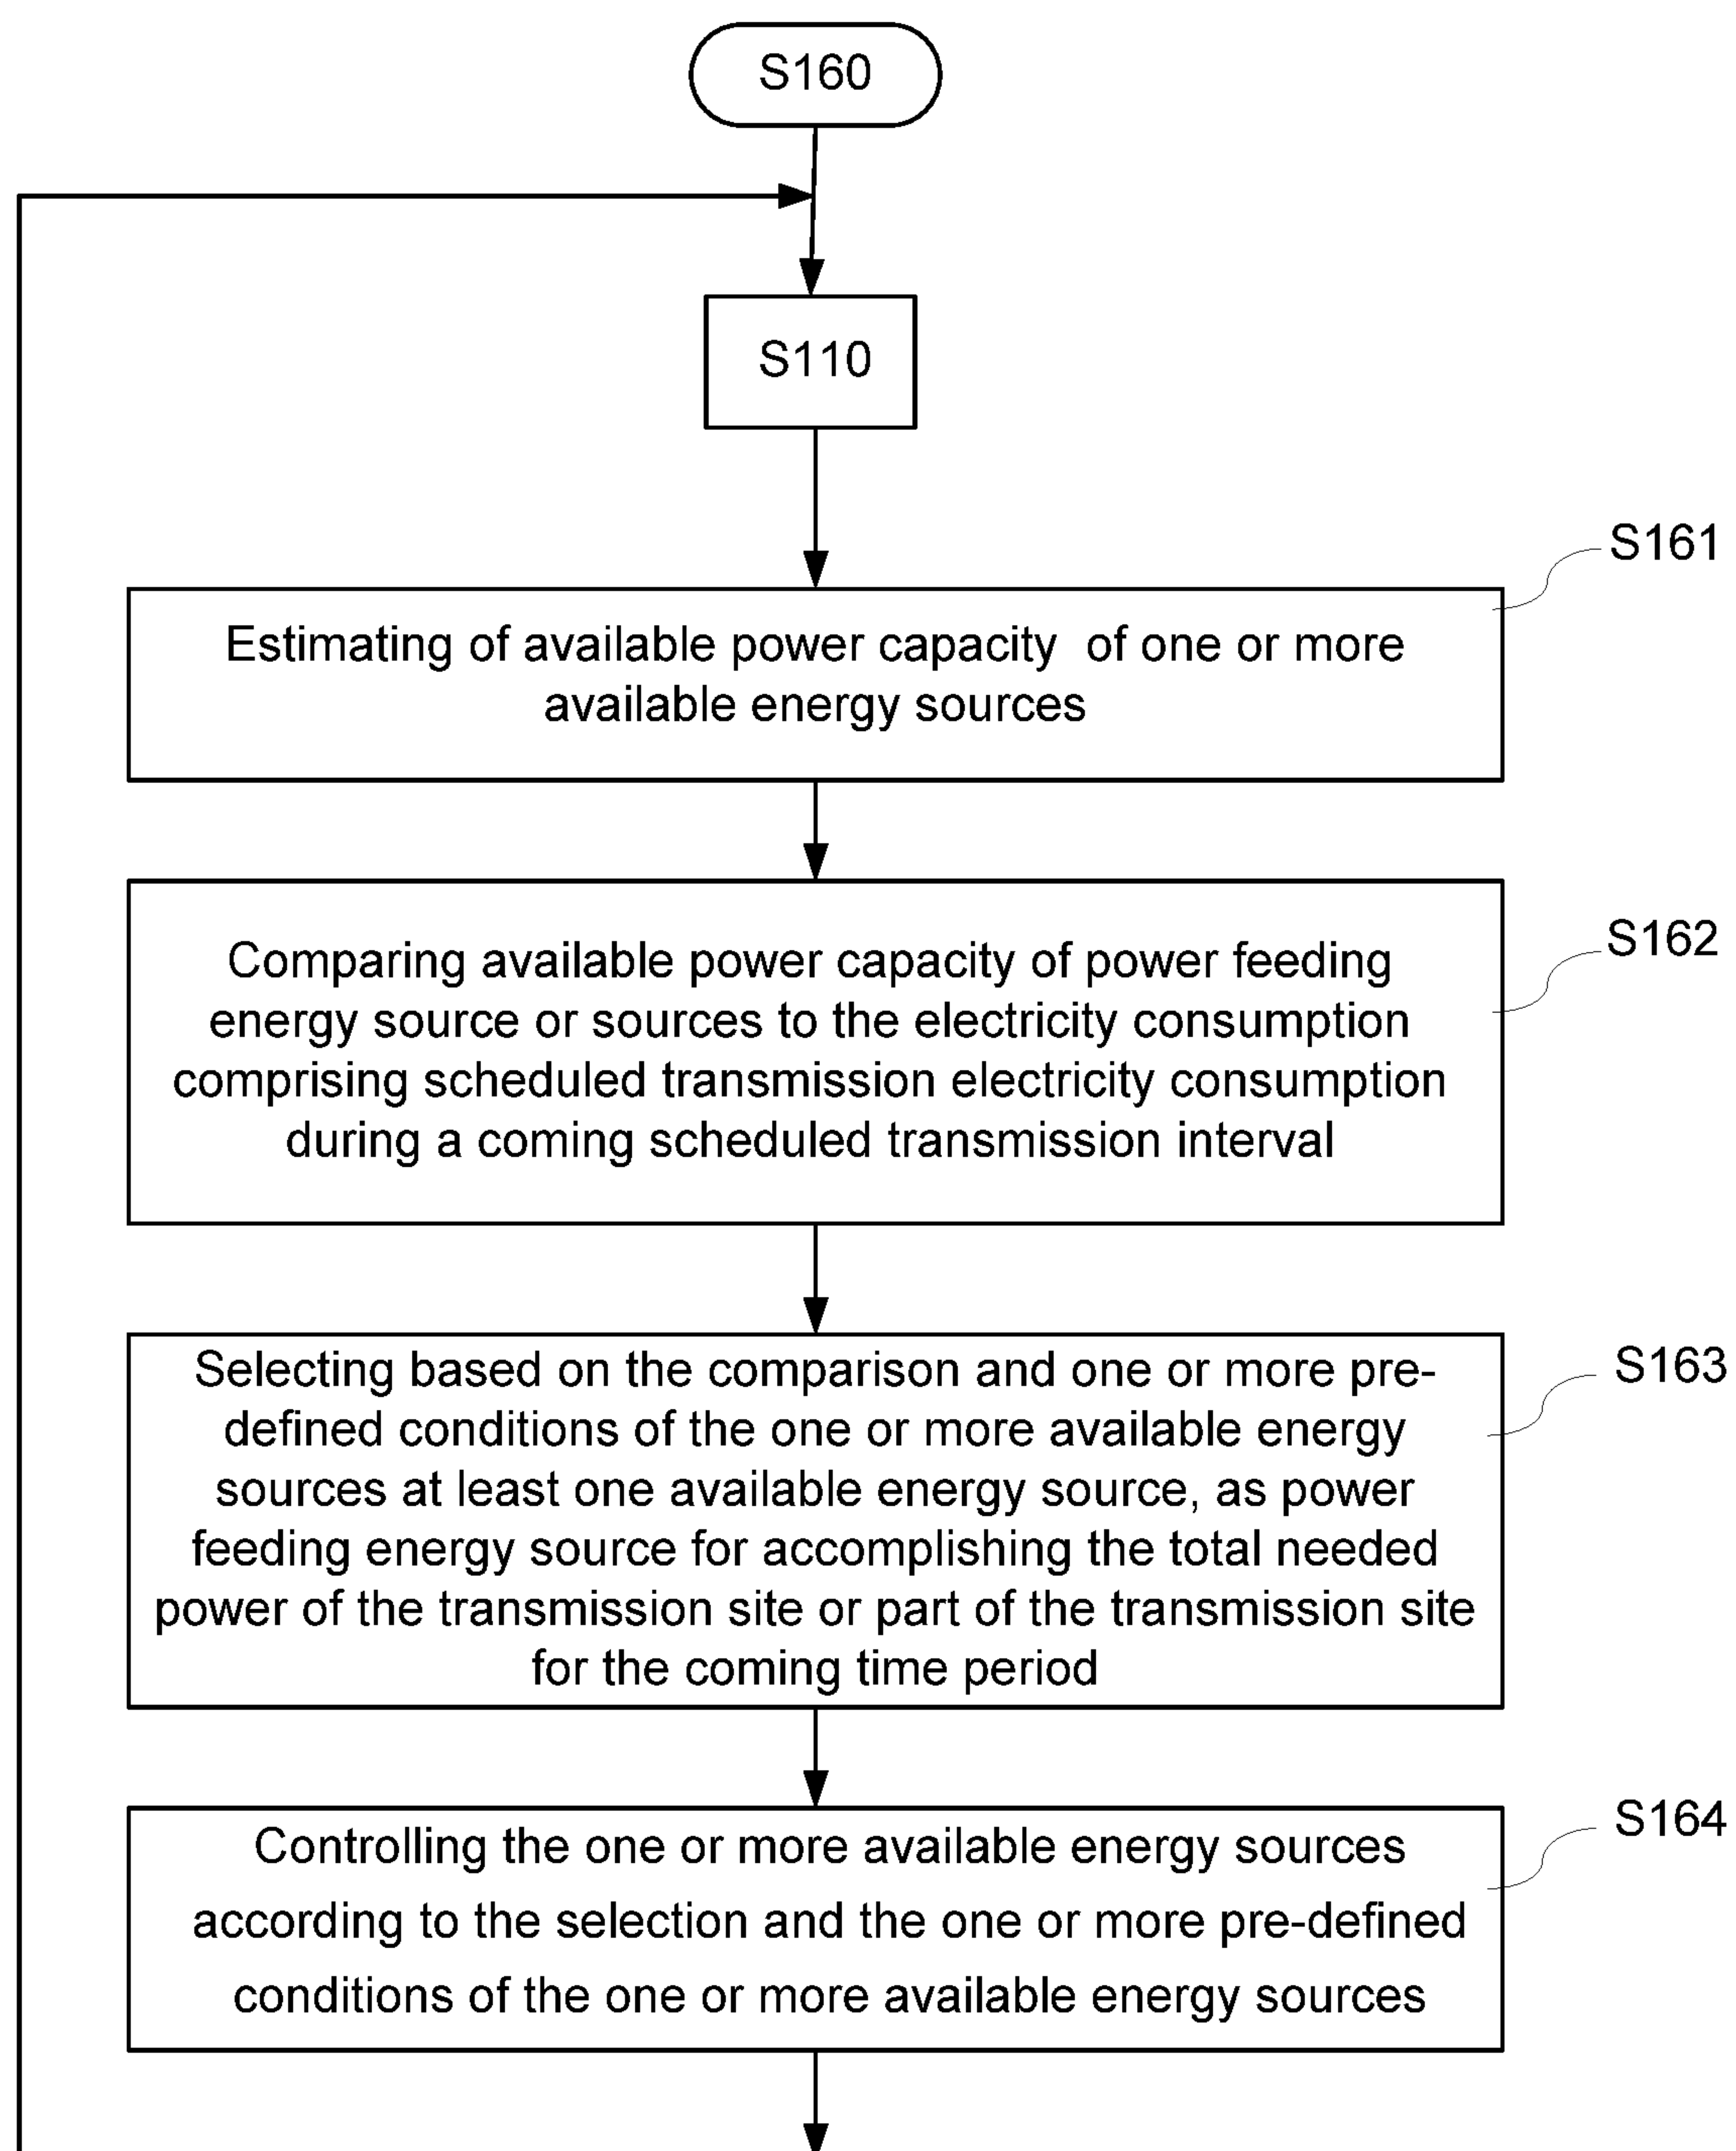 S160
S110
S161
Estimating of available power capacity of one or more
available energy sources
S162
Comparing available power capacity of power feeding
energy source or sources to the electricity consumption
comprising scheduled transmission electricity consumption
during a coming scheduled transmission interval
S163
Selecting based on the comparison and one or more pre-
defined conditions of the one or more available energy
sources at least one available energy source, as power
feeding energy source for accomplishing the total needed
power of the transmission site or part of the transmission site
for the coming time period
S164
Controlling the one or more available energy sources
according to the selection and the one or more pre-defined
conditions of the one or more available energy sources